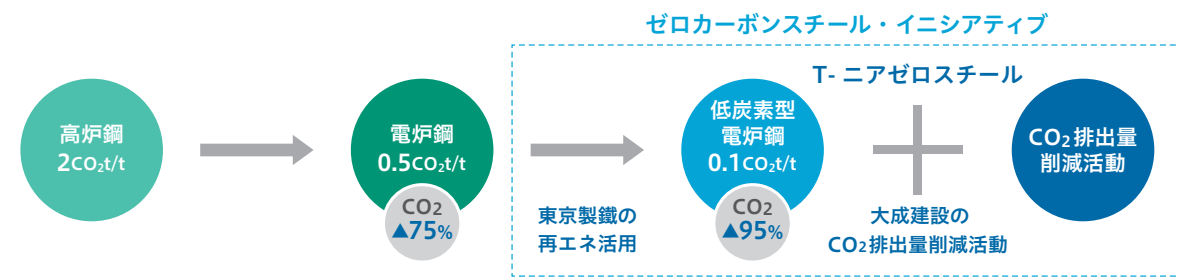 ゼロカーボンスチール・イニシアティブ
高炉鋼
2CO₂t/t
電炉鋼
0.5CO₂t/t
CO2
▲75%
東京製鐵の
再エネ活用
低炭素型
電炉鋼
0.1CO₂t/t
CO2
▲95%
T- ニアゼロスチール
大成建設の
CO2排出量削減活動
CO₂排出量
削減活動